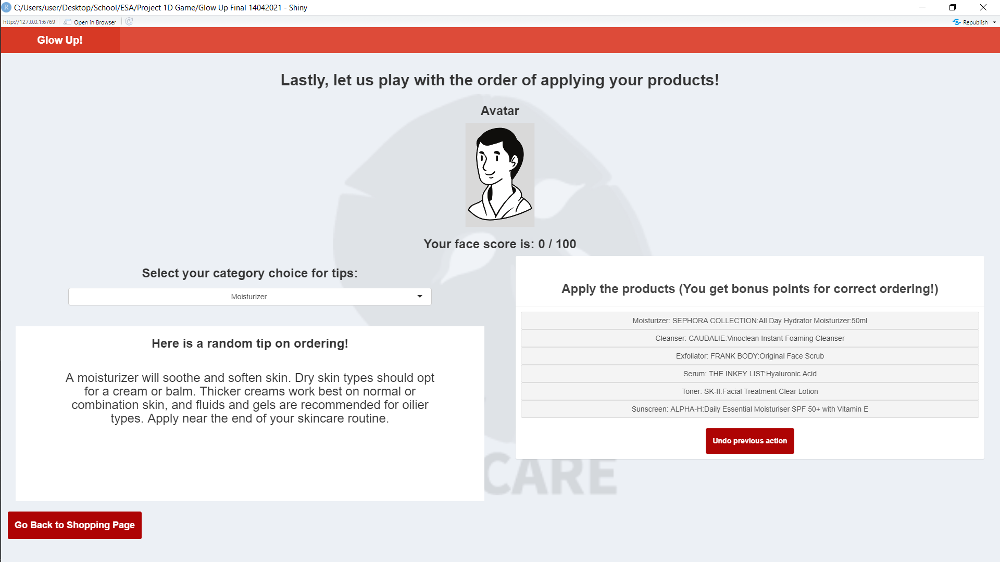 C:/Users/user/Desktop/School/ESA/Project 1D Game/Glow Up Final 14042021 - Shiny
http://127.0.0.1:6769
Open in Browser
Republish
Glow Up!
Lastly, let us play with the order of applying your products!
Avatar
Your face score is: 0 / 100
Select your category choice for tips:
Moisturizer
Here is a random tip on ordering!
A moisturizer will soothe and soften skin. Dry skin types should opt
for a cream or balm. Thicker creams work best on normal or
combination skin, and fluids and gels are recommended for oilier
types. Apply near the end of your skincare routine.
Apply the products (You get bonus points for correct ordering!)
Moisturizer: SEPHORA COLLECTION:All Day Hydrator Moisturizer:50ml
Cleanser: CAUDALIE:Vinoclean Instant Foaming Cleanser
Exfoliator: FRANK BODY:Original Face Scrub
Serum: THE INKEY LIST:Hyaluronic Acid
Toner: SK-II:Facial Treatment Clear Lotion
Sunscreen: ALPHA-H:Daily Essential Moisturiser SPF 50+ with Vitamin E
Undo previous action
CARE
Go Back to Shopping Page